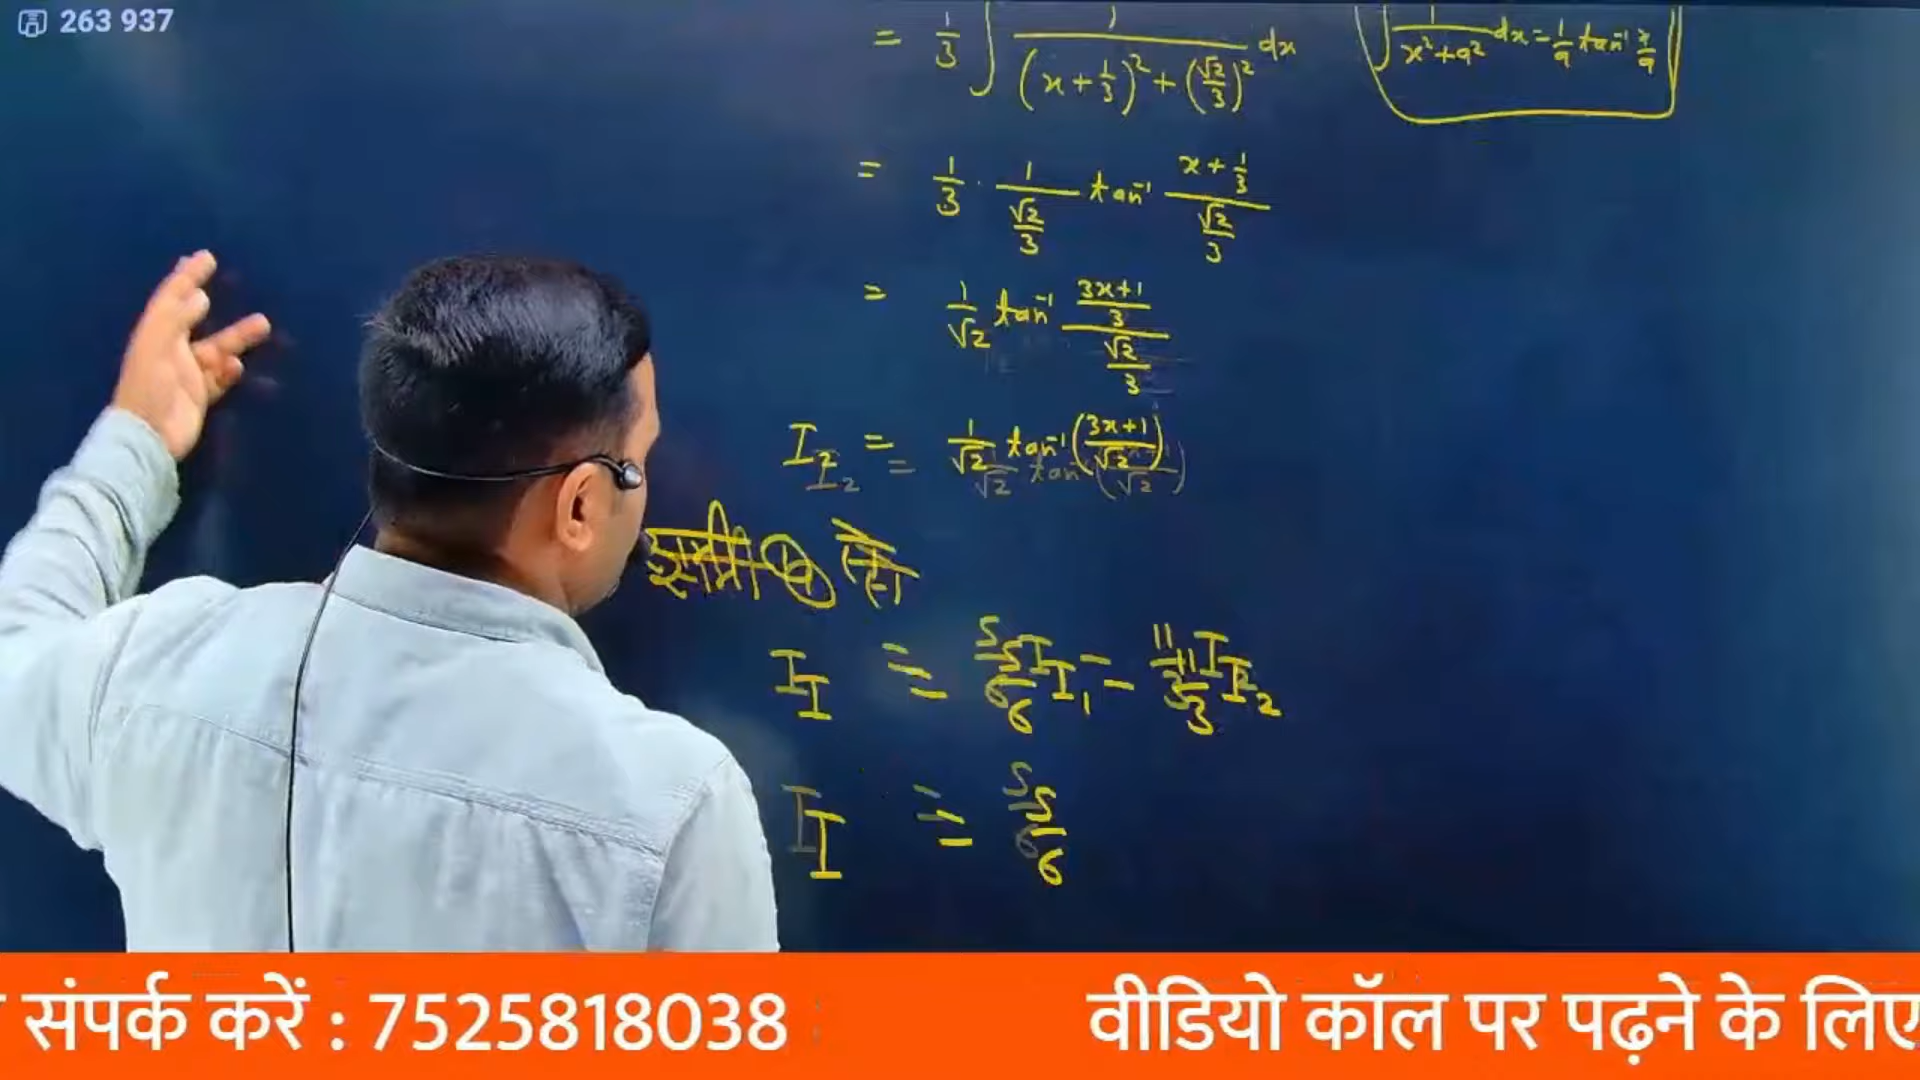 263 937
= 1/3 ∫ 1/((x+1/3)²+(√2/3)²) dx
∫ 1/(x²+a²) dx = 1/a tan⁻¹ x/a
= 1/3 · 1/(√2/3) tan⁻¹ (x+1/3)/(√2/3)
= 1/√2 tan⁻¹ ((3x+1)/3)/(√2/3)
I₂ = 1/√2 tan⁻¹((3x+1)/√2)
समी ① से
I = 5/6 I₁ - 11/3 I₂
I = 5/6
संपर्क करें : 7525818038 वीडियो कॉल पर पढ़ने के लिए